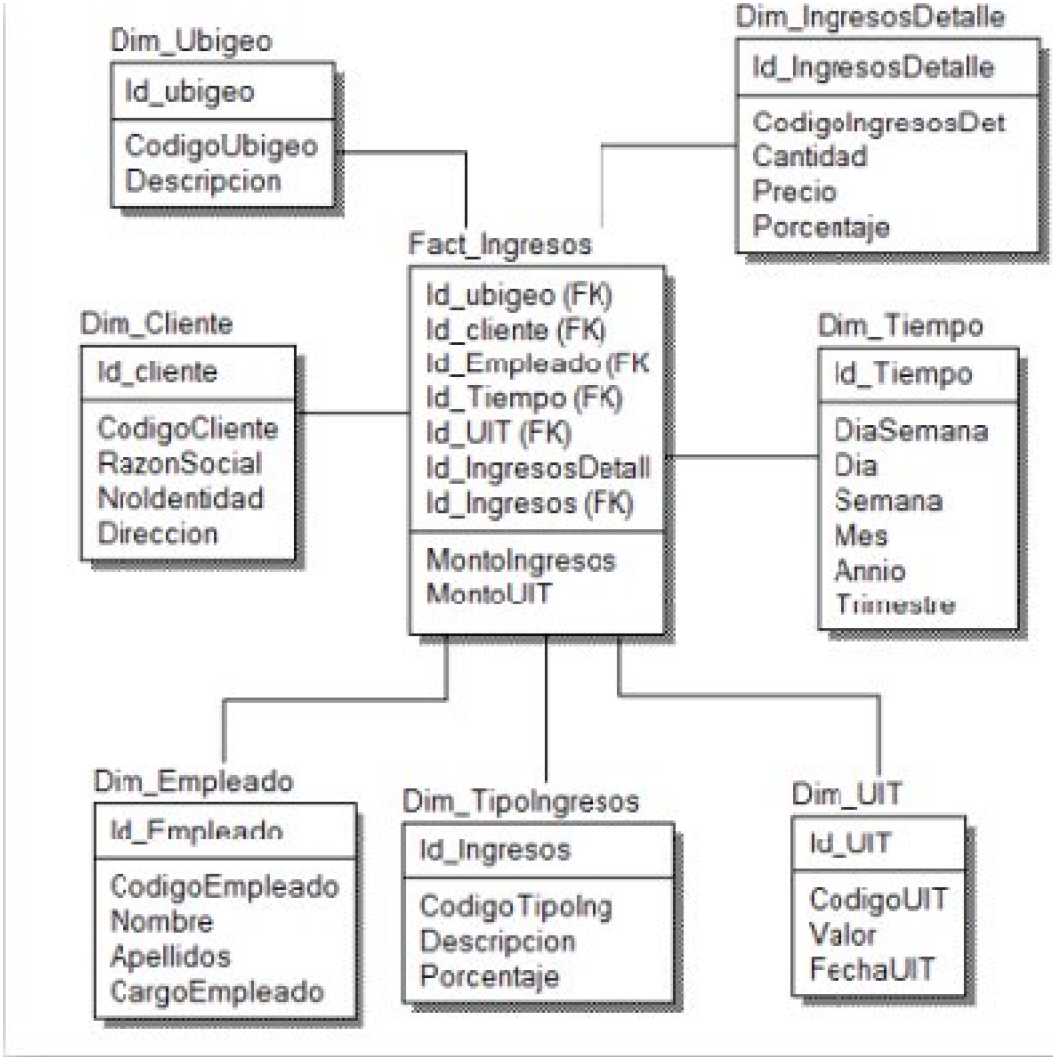 Dim_Ubigeo
Id_ubigeo
CodigoUbigeo
Descripcion
Dim_IngresosDetalle
Id_IngresosDetalle
CodigoIngresosDet
Cantidad
Precio
Porcentaje
Fact_Ingresos
Id_ubigeo (FK)
Id_cliente (FK)
Id_Empleado (FK
Id_Tiempo (FK)
Id_UIT (FK)
Id_IngresosDetall
Id_Ingresos (FK)
MontoIngresos
MontoUIT
Dim_Cliente
Id_cliente
CodigoCliente
RazonSocial
NroIdentidad
Direccion
Dim_Tiempo
Id_Tiempo
DiaSemana
Dia
Semana
Mes
Annio
Trimestre
Dim_Empleado
Id_Empleado
CodigoEmpleado
Nombre
Apellidos
CargoEmpleado
Dim_TipoIngresos
Id_Ingresos
CodigoTipoIng
Descripcion
Porcentaje
Dim_UIT
Id_UIT
CodigoUIT
Valor
FechaUIT